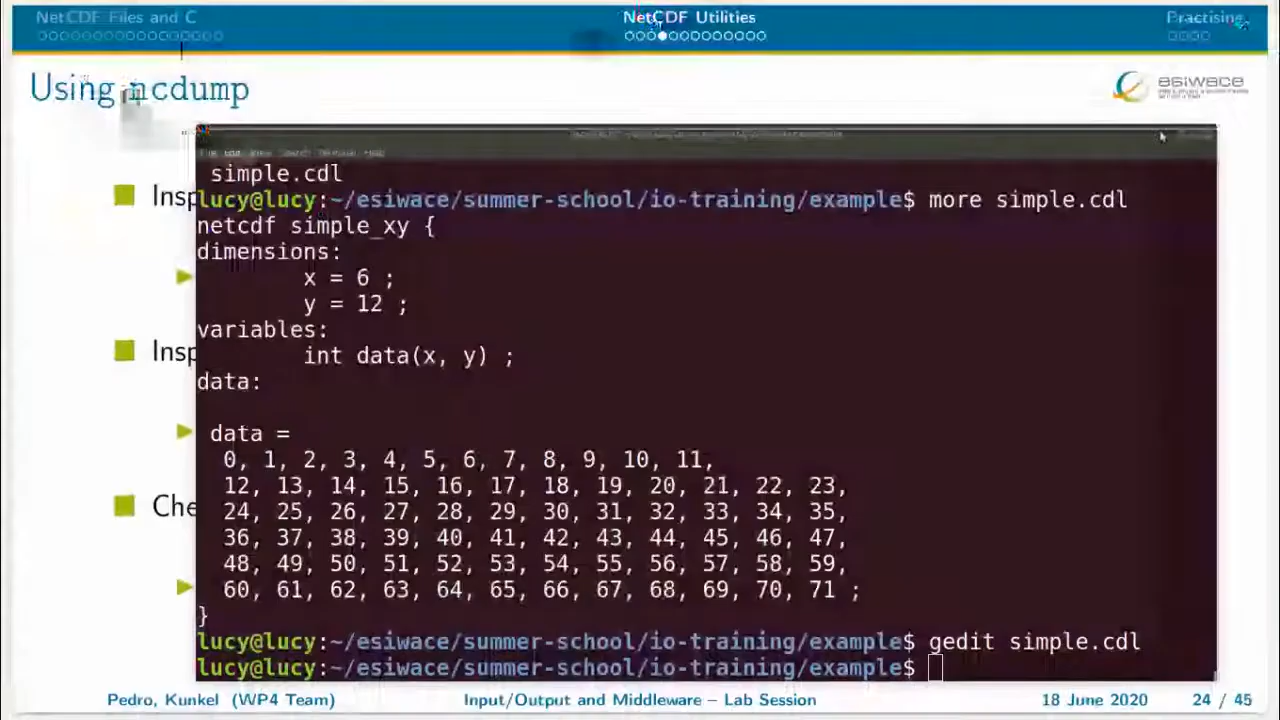 NetCDF Files and C NetCDF Utilities Practising
Using ncdump
esiwace
simple.cdl
Insp lucy@lucy:~/esiwace/summer-school/io-training/example$ more simple.cdl
netcdf simple_xy {
dimensions:
x = 6 ;
y = 12 ;
variables:
Insp int data(x, y) ;
data:
data =
0, 1, 2, 3, 4, 5, 6, 7, 8, 9, 10, 11,
12, 13, 14, 15, 16, 17, 18, 19, 20, 21, 22, 23,
Che 24, 25, 26, 27, 28, 29, 30, 31, 32, 33, 34, 35,
36, 37, 38, 39, 40, 41, 42, 43, 44, 45, 46, 47,
48, 49, 50, 51, 52, 53, 54, 55, 56, 57, 58, 59,
60, 61, 62, 63, 64, 65, 66, 67, 68, 69, 70, 71 ;
}
lucy@lucy:~/esiwace/summer-school/io-training/example$ gedit simple.cdl
lucy@lucy:~/esiwace/summer-school/io-training/example$
Pedro, Kunkel (WP4 Team) Input/Output and Middleware – Lab Session 18 June 2020 24 / 45